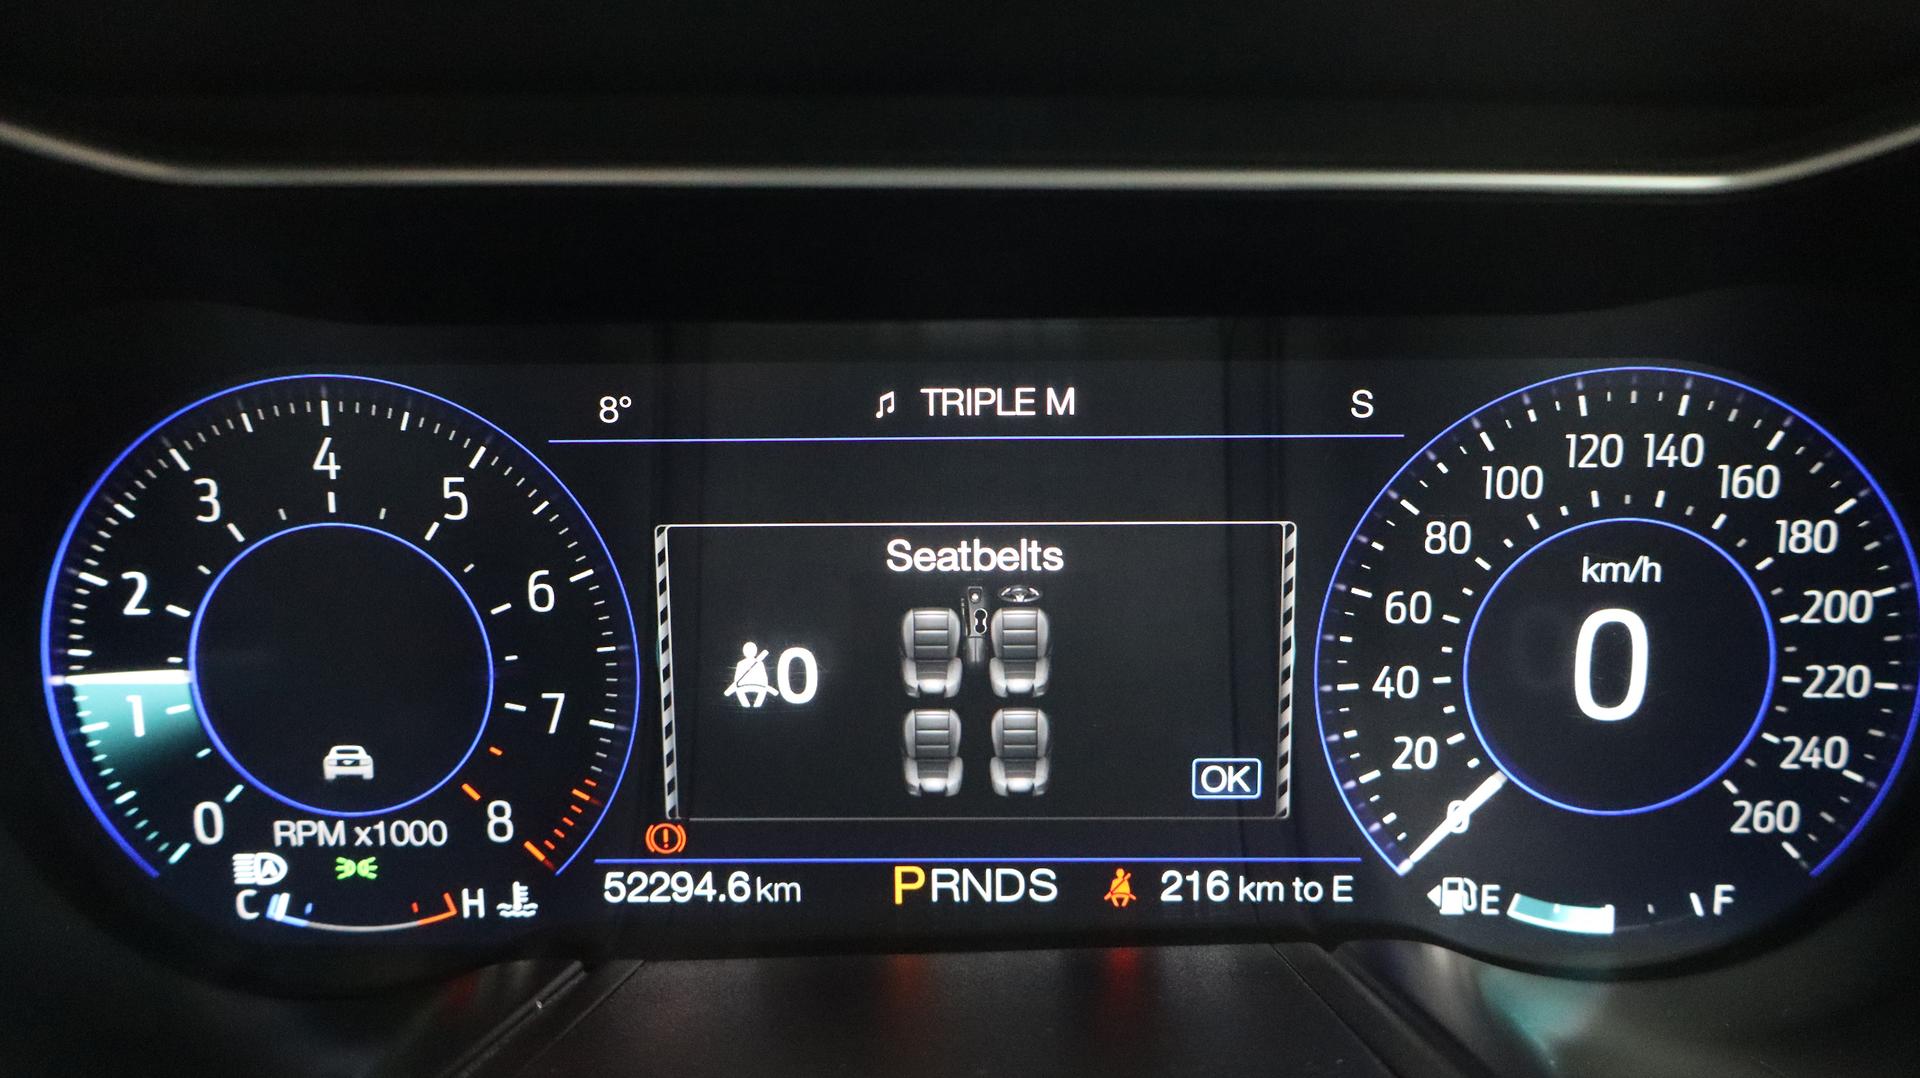 8° TRIPLE M S
Seatbelts
0
OK
0 1 2 3 4 5 6 7 8
RPM x1000
C H
52294.6 km PRNDS 216 km to E
0 20 40 60 80 100 120 140 160 180 200 220 240 260
km/h
0
E F